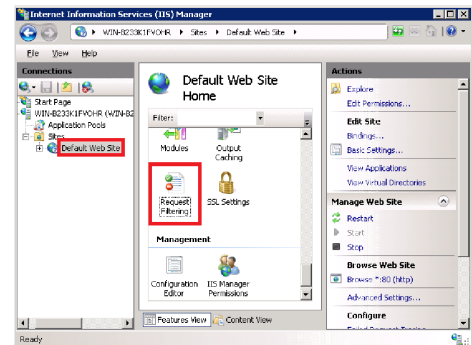 Internet Information Services (IIS) Manager
WIN-B233K1FVOHR
Sites
Default Web Site
File View Help
Connections
Start Page
WIN-B233K1FVOHR (WIN-B2
Application Pools
Sites
Default Web Site
Default Web Site
Home
Filter:
Modules
Output
Caching
Request
Filtering
SSL Settings
Management
Configuration
Editor
IIS Manager
Permissions
Features View
Content View
Actions
Explore
Edit Permissions...
Edit Site
Bindings...
Basic Settings...
View Applications
View Virtual Directories
Manage Web Site
Restart
Start
Stop
Browse Web Site
Browse *:80 (http)
Advanced Settings...
Configure
Failed Request Tracing
Ready